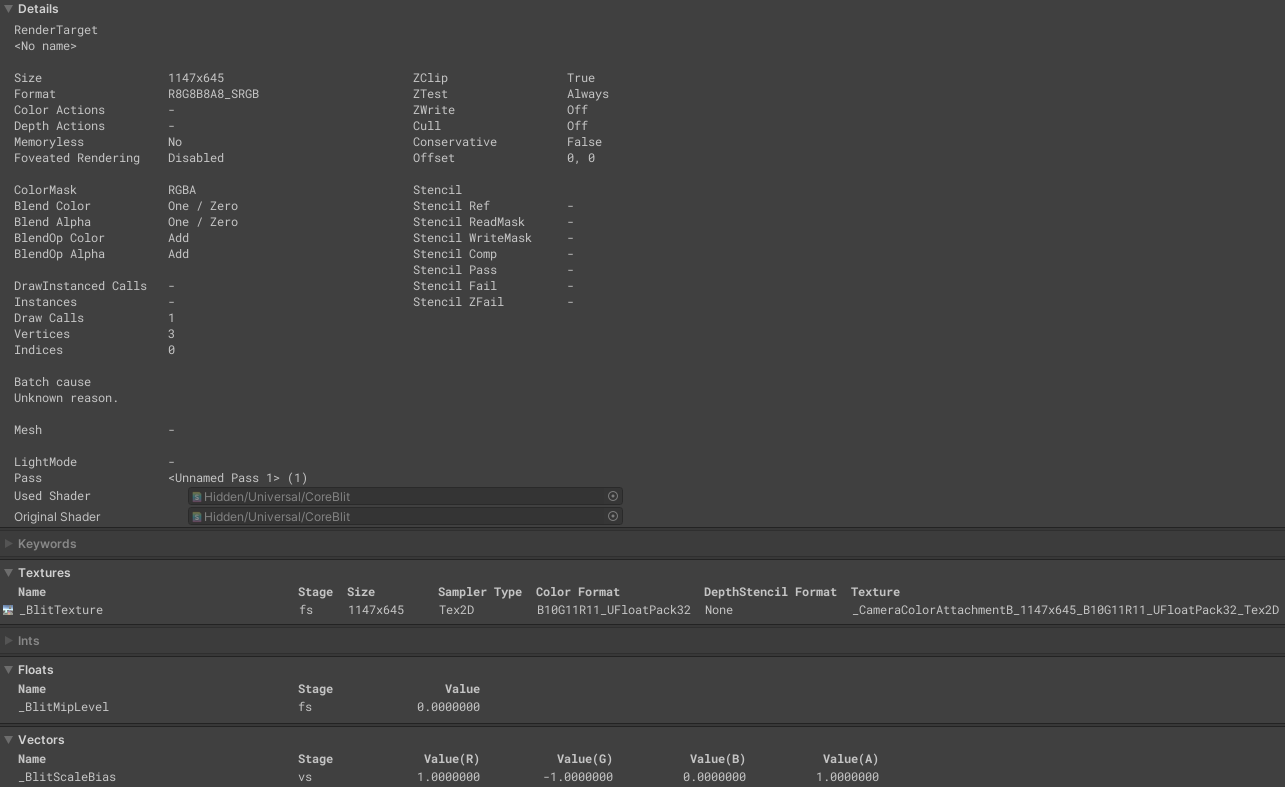 Details
RenderTarget
<No name>
Size 1147x645 ZClip True
Format R8G8B8A8_SRGB ZTest Always
Color Actions - ZWrite Off
Depth Actions - Cull Off
Memoryless No Conservative False
Foveated Rendering Disabled Offset 0, 0
ColorMask RGBA Stencil
Blend Color One / Zero Stencil Ref -
Blend Alpha One / Zero Stencil ReadMask -
BlendOp Color Add Stencil WriteMask -
BlendOp Alpha Add Stencil Comp -
Stencil Pass -
DrawInstanced Calls - Stencil Fail -
Instances - Stencil ZFail -
Draw Calls 1
Vertices 3
Indices 0
Batch cause
Unknown reason.
Mesh -
LightMode -
Pass <Unnamed Pass 1> (1)
Used Shader Hidden/Universal/CoreBlit
Original Shader Hidden/Universal/CoreBlit
Keywords
Textures
Name Stage Size Sampler Type Color Format DepthStencil Format Texture
_BlitTexture fs 1147x645 Tex2D B10G11R11_UFloatPack32 None _CameraColorAttachmentB_1147x645_B10G11R11_UFloatPack32_Tex2D
Ints
Floats
Name Stage Value
_BlitMipLevel fs 0.0000000
Vectors
Name Stage Value(R) Value(G) Value(B) Value(A)
_BlitScaleBias vs 1.0000000 -1.0000000 0.0000000 1.0000000